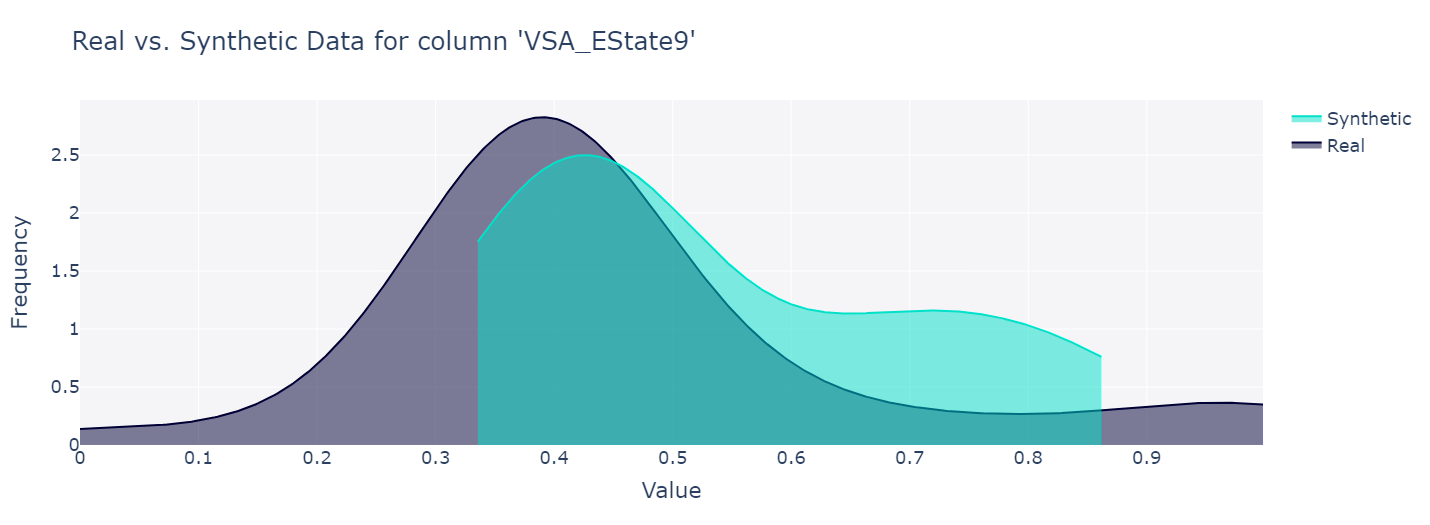 Real vs. Synthetic Data for column 'VSA_EState9'
Synthetic
Real
Frequency
2.5
2
1.5
1
0.5
0
0 0.1 0.2 0.3 0.4 0.5 0.6 0.7 0.8 0.9
Value